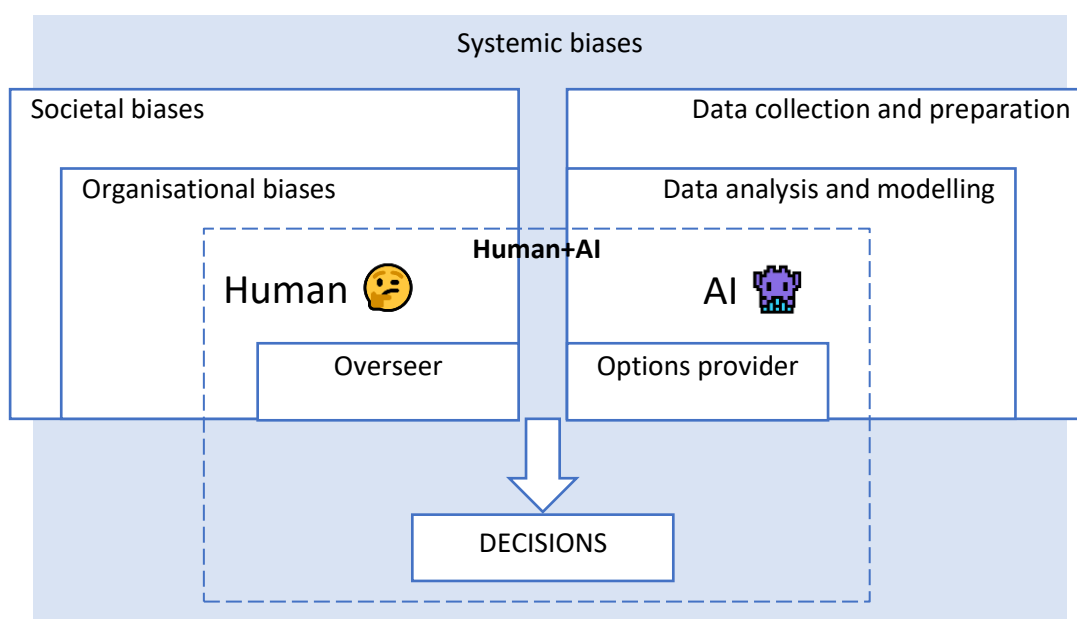 Systemic biases
Societal biases
Data collection and preparation
Organisational biases
Data analysis and modelling
Human+AI
Human
AI
Overseer
Options provider
DECISIONS